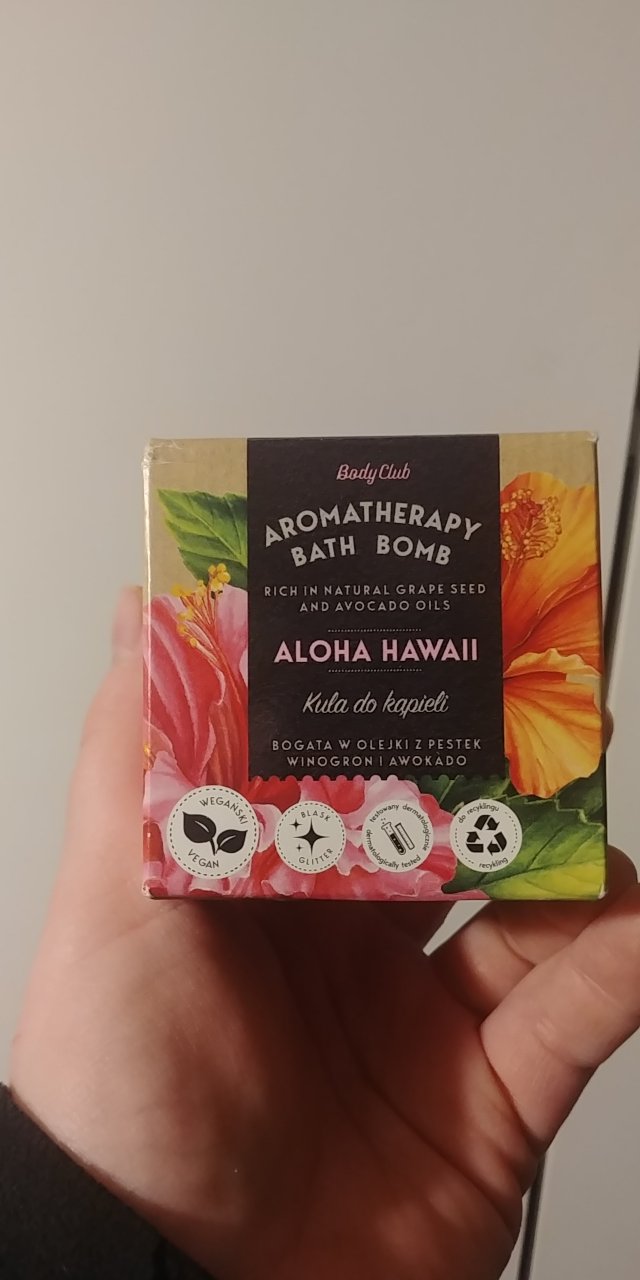 Body Club
AROMATHERAPY
BATH BOMB
RICH IN NATURAL GRAPE SEED
AND AVOCADO OILS
ALOHA HAWAII
Kula do kąpieli
BOGATA W OLEJKI Z PESTEK
WINOGRON I AWOKADO
WEGAŃSKI
VEGAN
BLASK
GLITTER
testowany dermatologicznie
dermatologically tested
do recyklingu
recykling